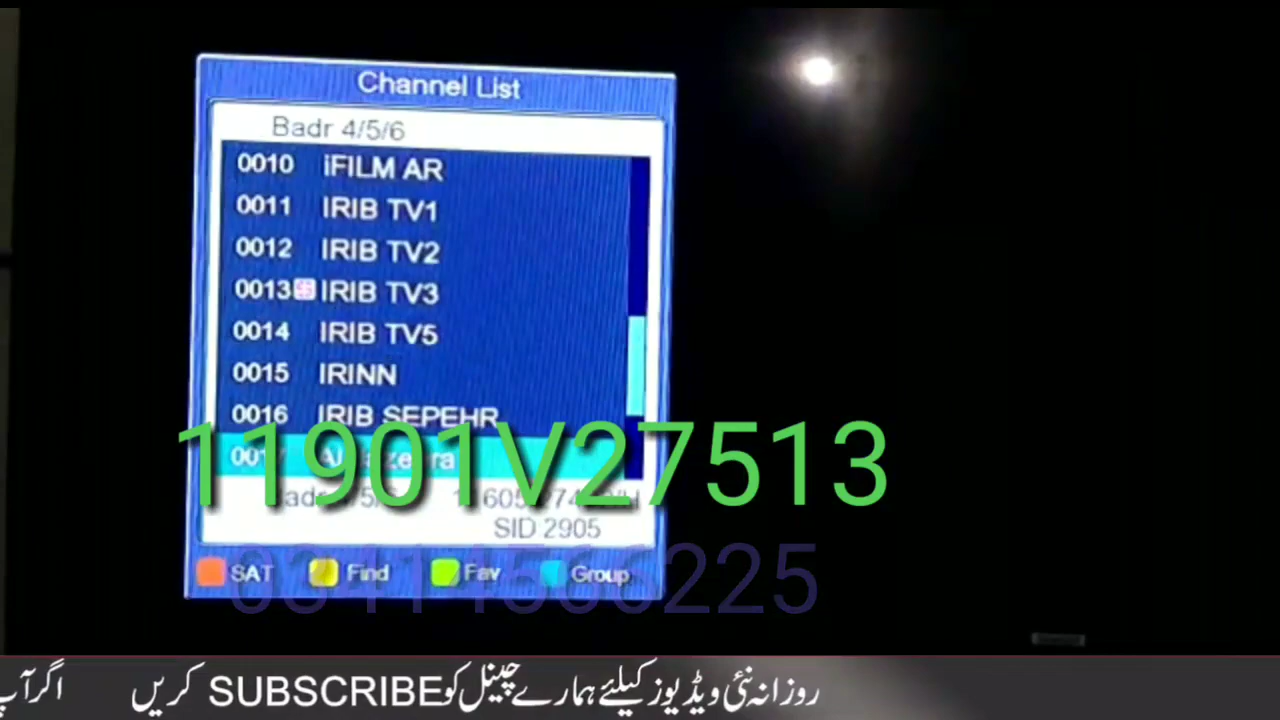 Channel List
Badr 4/5/6
0010 iFILM AR
0011 IRIB TV1
0012 IRIB TV2
0013 IRIB TV3
0014 IRIB TV5
0015 IRINN
0016 IRIB SEPEHR
11901V27513
SID 2905
SAT Find Fav Group
03414566225
روزانہ نئی ویڈیوز کیلئے ہمارے چینل کو SUBSCRIBE کریں اگر آپ